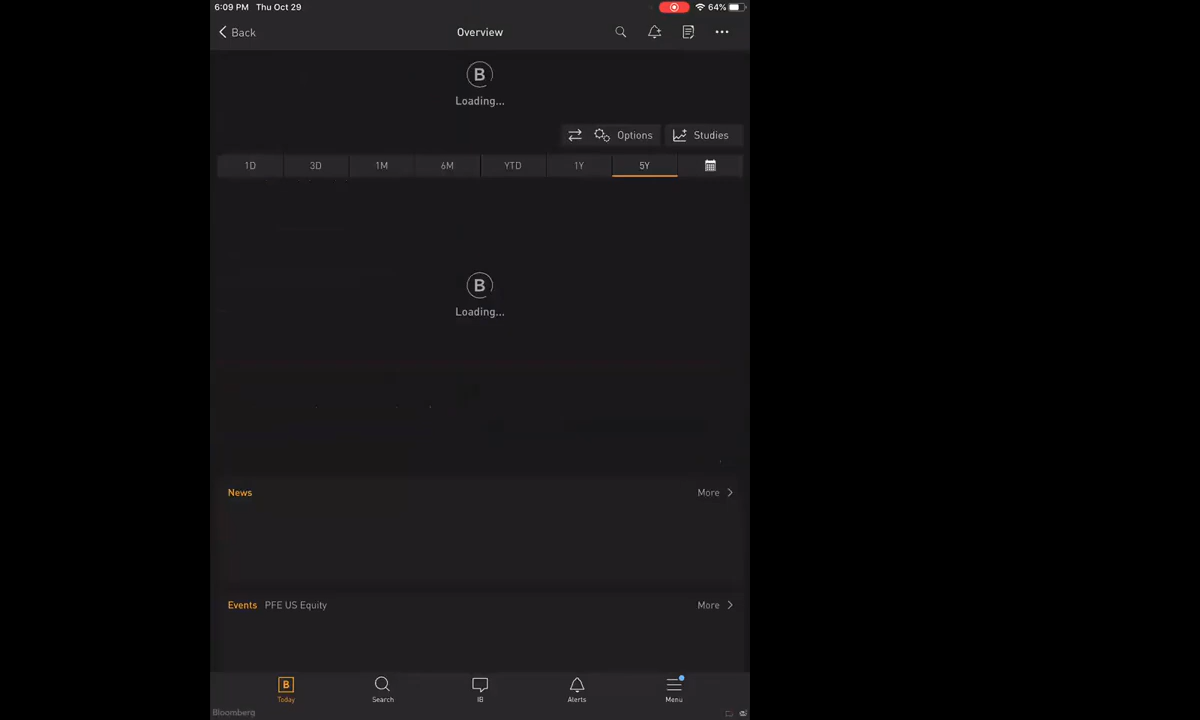 6:09 PM Thu Oct 29 64%
Back Overview
B
Loading...
Options Studies
1D 3D 1M 6M YTD 1Y 5Y
B
Loading...
News More
Events PFE US Equity More
B
Today Search IB Alerts Menu
Bloomberg